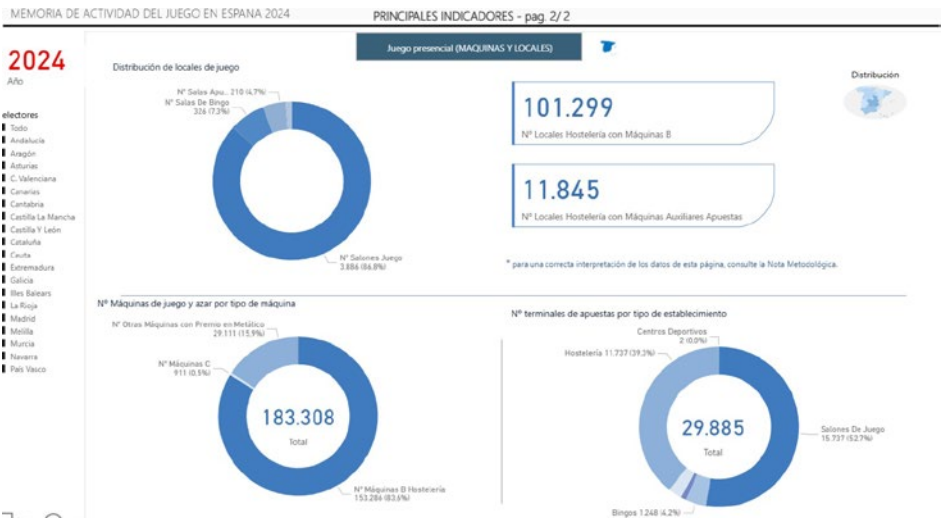 MEMORIA DE ACTIVIDAD DEL JUEGO EN ESPANA 2024
PRINCIPALES INDICADORES - pag. 2/ 2
Juego presencial (MAQUINAS Y LOCALES)
2024
Año
electores
Todo
Andalucía
Aragón
Asturias
C. Valenciana
Canarias
Cantabria
Castilla La Mancha
Castilla Y León
Cataluña
Ceuta
Extremadura
Galicia
Illes Balears
La Rioja
Madrid
Melilla
Murcia
Navarra
País Vasco
Distribución de locales de juego
Nº Salas Apu... 210 (4,7%)
Nº Salas De Bingo
326 (7,3%)
Nº Salones Juego
3.886 (86,8%)
101.299
Nº Locales Hostelería con Máquinas B
11.845
Nº Locales Hostelería con Máquinas Auxiliares Apuestas
Distribución
* para una correcta interpretación de los datos de esta página, consulte la Nota Metodológica.
Nº Máquinas de juego y azar por tipo de máquina
Nº Otras Máquinas con Premio en Metálico
29.111 (15,9%)
Nº Máquinas C
911 (0,5%)
183.308
Total
Nº Máquinas B Hostelería
153.286 (83,6%)
Nº terminales de apuestas por tipo de establecimiento
Centros Deportivos
2 (0,0%)
Hostelería 11.737 (39,3%)
29.885
Total
Salones De Juego
15.737 (52,7%)
Bingos 1.248 (4,2%)